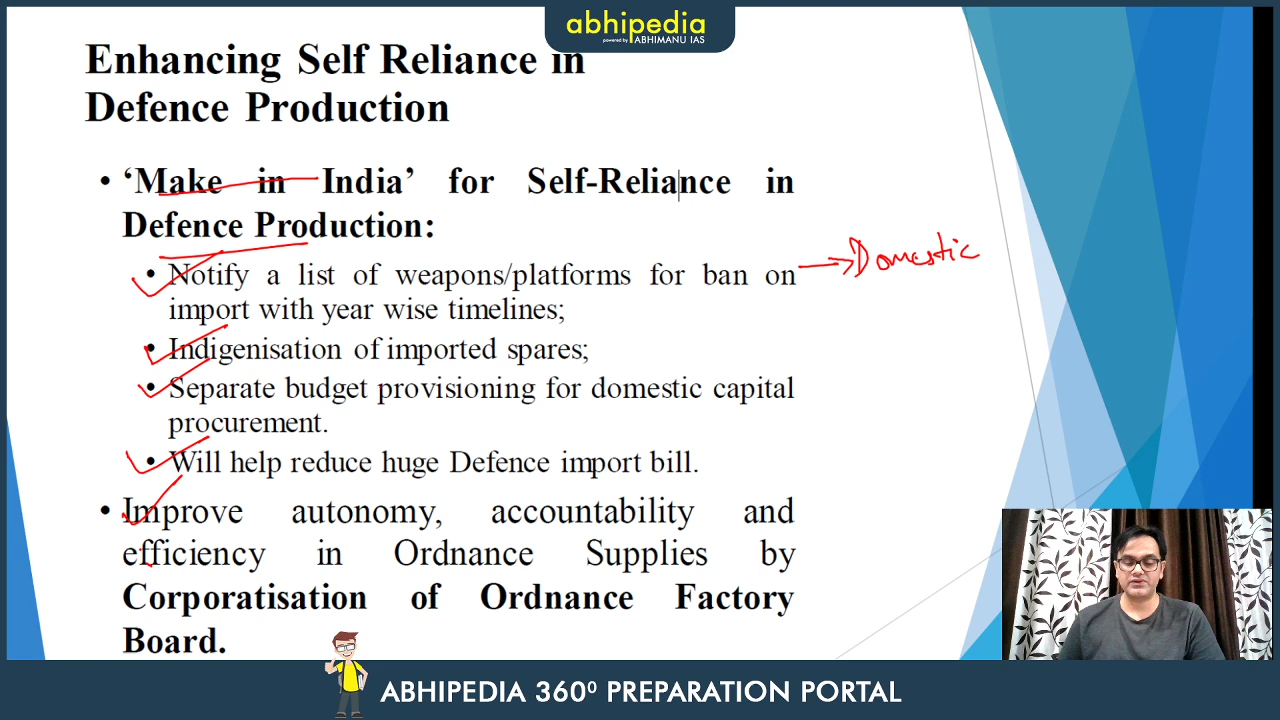 abhipedia
powered by ABHIMANU IAS
Enhancing Self Reliance in
Defence Production
• ‘Make in India’ for Self-Reliance in
Defence Production:
• Notify a list of weapons/platforms for ban on
import with year wise timelines;
→ Domestic
• Indigenisation of imported spares;
• Separate budget provisioning for domestic capital
procurement.
• Will help reduce huge Defence import bill.
• Improve autonomy, accountability and
efficiency in Ordnance Supplies by
Corporatisation of Ordnance Factory
Board.
ABHIPEDIA 360⁰ PREPARATION PORTAL